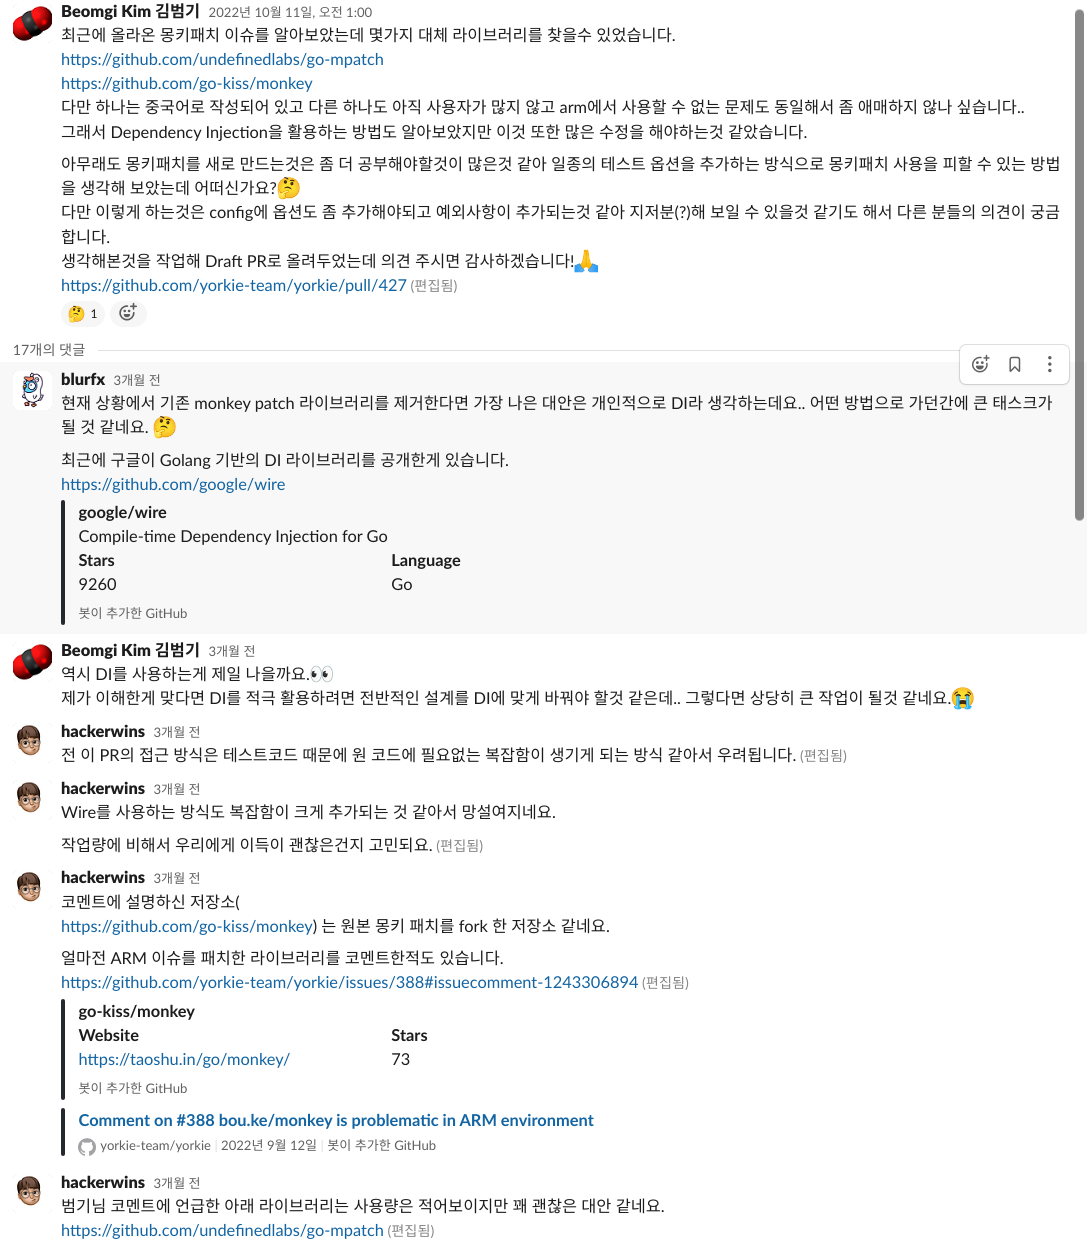 Beomgi Kim 김범기 2022년 10월 11일, 오전 1:00
최근에 올라온 몽키패치 이슈를 알아보았는데 몇가지 대체 라이브러리를 찾을수 있었습니다.
https://github.com/undefinedlabs/go-mpatch
https://github.com/go-kiss/monkey
다만 하나는 중국어로 작성되어 있고 다른 하나도 아직 사용자가 많지 않고 arm에서 사용할 수 없는 문제도 동일해서 좀 애매하지 않나 싶습니다..
그래서 Dependency Injection을 활용하는 방법도 알아보았지만 이것 또한 많은 수정을 해야하는것 같았습니다.
아무래도 몽키패치를 새로 만드는것은 좀 더 공부해야할것이 많은것 같아 일종의 테스트 옵션을 추가하는 방식으로 몽키패치 사용을 피할 수 있는 방법
을 생각해 보았는데 어떠신가요?🤔
다만 이렇게 하는것은 config에 옵션도 좀 추가해야되고 예외사항이 추가되는것 같아 지저분(?)해 보일 수 있을것 같기도 해서 다른 분들의 의견이 궁금
합니다.
생각해본것을 작업해 Draft PR로 올려두었는데 의견 주시면 감사하겠습니다!🙏
https://github.com/yorkie-team/yorkie/pull/427 (편집됨)
🤔 1
17개의 댓글
blurfx 3개월 전
현재 상황에서 기존 monkey patch 라이브러리를 제거한다면 가장 나은 대안은 개인적으로 DI라 생각하는데요.. 어떤 방법으로 가던간에 큰 태스크가
될 것 같네요. 🤔
최근에 구글이 Golang 기반의 DI 라이브러리를 공개한게 있습니다.
https://github.com/google/wire
google/wire
Compile-time Dependency Injection for Go
Stars Language
9260 Go
봇이 추가한 GitHub
Beomgi Kim 김범기 3개월 전
역시 DI를 사용하는게 제일 나을까요.👀
제가 이해한게 맞다면 DI를 적극 활용하려면 전반적인 설계를 DI에 맞게 바꿔야 할것 같은데.. 그렇다면 상당히 큰 작업이 될것 같네요.😭
hackerwins 3개월 전
전 이 PR의 접근 방식은 테스트코드 때문에 원 코드에 필요없는 복잡함이 생기게 되는 방식 같아서 우려됩니다. (편집됨)
hackerwins 3개월 전
Wire를 사용하는 방식도 복잡함이 크게 추가되는 것 같아서 망설여지네요.
작업량에 비해서 우리에게 이득이 괜찮은건지 고민되요. (편집됨)
hackerwins 3개월 전
코멘트에 설명하신 저장소(
https://github.com/go-kiss/monkey) 는 원본 몽키 패치를 fork 한 저장소 같네요.
얼마전 ARM 이슈를 패치한 라이브러리를 코멘트한적도 있습니다.
https://github.com/yorkie-team/yorkie/issues/388#issuecomment-1243306894 (편집됨)
go-kiss/monkey
Website Stars
https://taoshu.in/go/monkey/ 73
봇이 추가한 GitHub
Comment on #388 bou.ke/monkey is problematic in ARM environment
yorkie-team/yorkie | 2022년 9월 12일 | 봇이 추가한 GitHub
hackerwins 3개월 전
범기님 코멘트에 언급한 아래 라이브러리는 사용량은 적어보이지만 꽤 괜찮은 대안 같네요.
https://github.com/undefinedlabs/go-mpatch (편집됨)